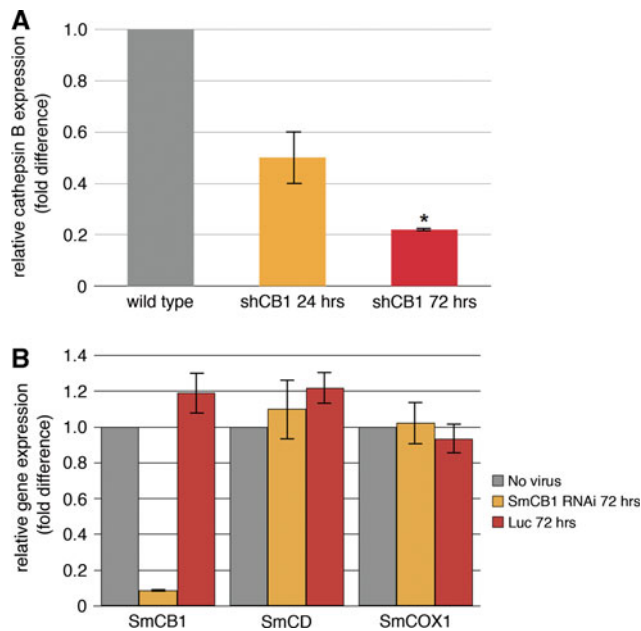 A
relative cathepsin B expression
(fold difference)
1.0
0.8
0.6
0.4
0.2
0
*
wild type
shCB1 24 hrs
shCB1 72 hrs
B
relative gene expression
(fold difference)
1.4
1.2
1.0
0.8
0.6
0.4
0.2
0
SmCB1
SmCD
SmCOX1
No virus
SmCB1 RNAi 72 hrs
Luc 72 hrs